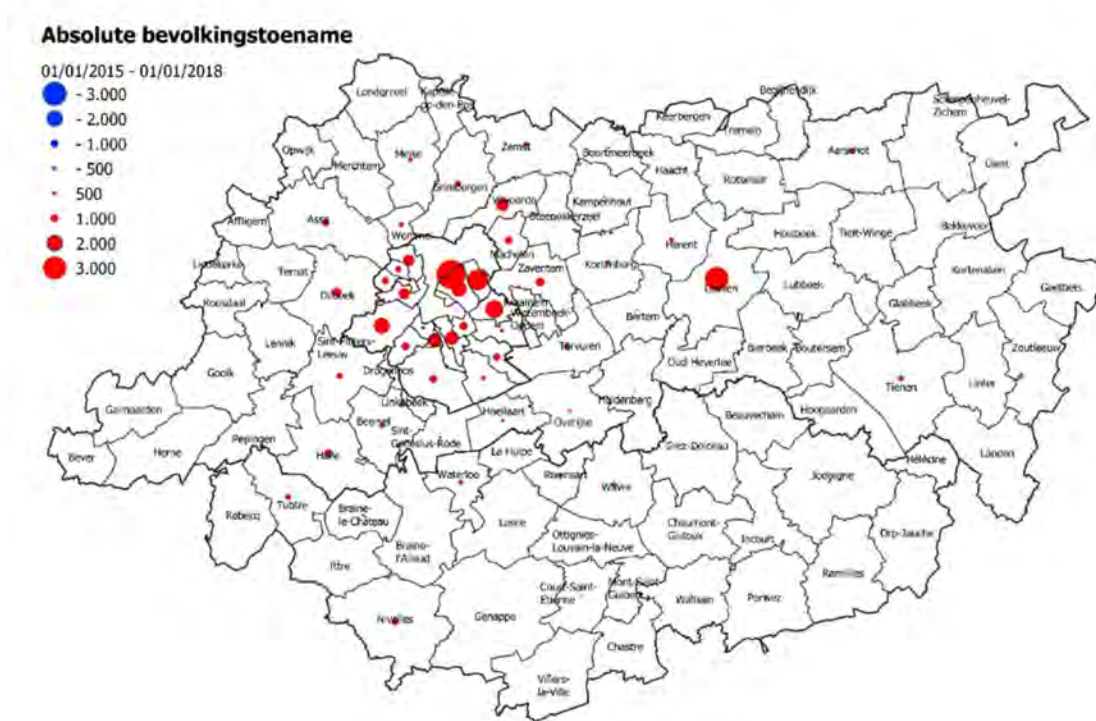 Absolute bevolkingstoename
01/01/2015 - 01/01/2018
- 3.000
- 2.000
- 1.000
- 500
500
1.000
2.000
3.000
Londerzeel
Opwijk
Merchtem
Meise
Zemst
Boortmeerbeek
Keerbergen
Tremelo
Begijnendijk
Aarschot
Scherpenheuvel-
Zichem
Diest
Haacht
Rotselaar
Grimbergen
Vilvoorde
Kampenhout
Steenokkerzeel
Affligem
Asse
Wemmel
Machelen
Herent
Holsbeek
Tielt-Winge
Bekkevoort
Liedekerke
Ternat
Zaventem
Kortenberg
Leuven
Lubbeek
Kortenaken
Geetbets
Roosdaal
Dilbeek
Kraainem
Wezembeek-
Oppem
Bertem
Glabbeek
Lennik
Sint-Pieters-
Leeuw
Tervuren
Oud Heverlee
Bierbeek
Boutersem
Zoutleeuw
Gooik
Drogenbos
Tienen
Linter
Galmaarden
Linkebeek
Hoeilaart
Huldenberg
Beauvechain
Hoegaarden
Pepingen
Beersel
Sint-
Genesius-Rode
Overijse
Bever
Herne
Halle
La Hulpe
Grez-Doiceau
Hélécine
Landen
Waterloo
Rixensart
Wavre
Jodoigne
Rebecq
Tubize
Braine-
le-Château
Lasne
Chaumont-
Gistoux
Incourt
Orp-Jauche
Ittre
Braine-
l'Alleud
Ottignies-
Louvain-la-Neuve
Ramillies
Court-Saint-
Etienne
Mont-Saint-
Guibert
Walhain
Perwez
Nivelles
Genappe
Chastre
Villers-
la-Ville